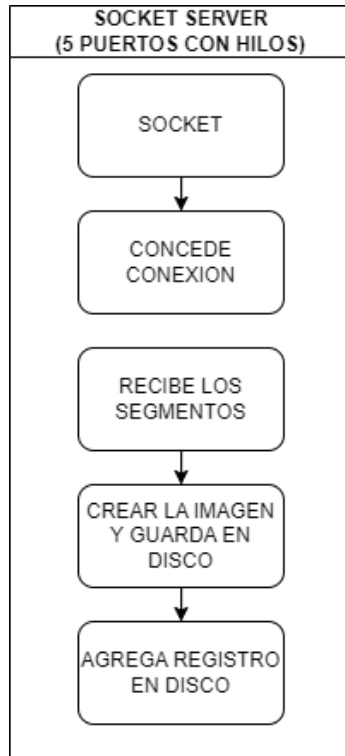 SOCKET SERVER
(5 PUERTOS CON HILOS)
SOCKET
CONCEDE
CONEXION
RECIBE LOS
SEGMENTOS
CREAR LA IMAGEN
Y GUARDA EN
DISCO
AGREGA REGISTRO
EN DISCO